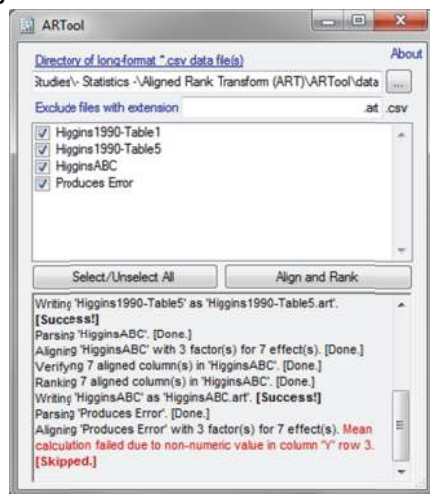 ARTool
Directory of long-format *.csv data file(s)
About
Studies\- Statistics -\Aligned Rank Transform (ART)\ARTool\data
...
Exclude files with extension
.art
.csv
Higgins1990-Table1
Higgins1990-Table5
HigginsABC
Produces Error
Select/Unselect All
Align and Rank
Writing 'Higgins1990-Table5' as 'Higgins1990-Table5.art'.
[Success!]
Parsing 'HigginsABC'. [Done.]
Aligning 'HigginsABC' with 3 factor(s) for 7 effect(s). [Done.]
Verifyng 7 aligned column(s) in 'HigginsABC'. [Done.]
Ranking 7 aligned column(s) in 'HigginsABC'. [Done.]
Writing 'HigginsABC' as 'HigginsABC.art'. [Success!]
Parsing 'Produces Error'. [Done.]
Aligning 'Produces Error' with 3 factor(s) for 7 effect(s). Mean
calculation failed due to non-numeric value in column "Y" row 3.
[Skipped.]